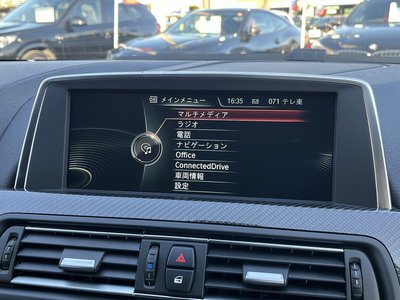 メインメニュー 16:35 071 テレ東
マルチメディア
ラジオ
電話
ナビゲーション
Office
ConnectedDrive
車両情報
設定